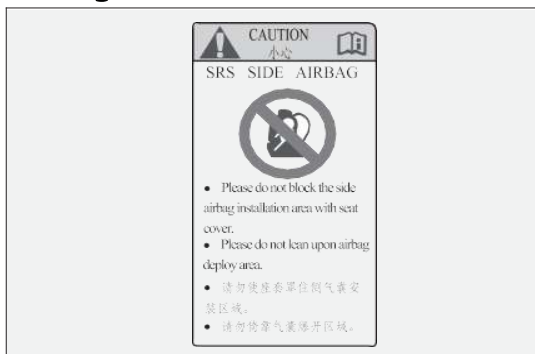 CAUTION
小心
SRS SIDE AIRBAG
● Please do not block the side
airbag installation area with seat
cover.
● Please do not lean upon airbag
deploy area.
● 请勿使座套罩住侧气囊安
装区域。
● 请勿倚靠气囊爆开区域。